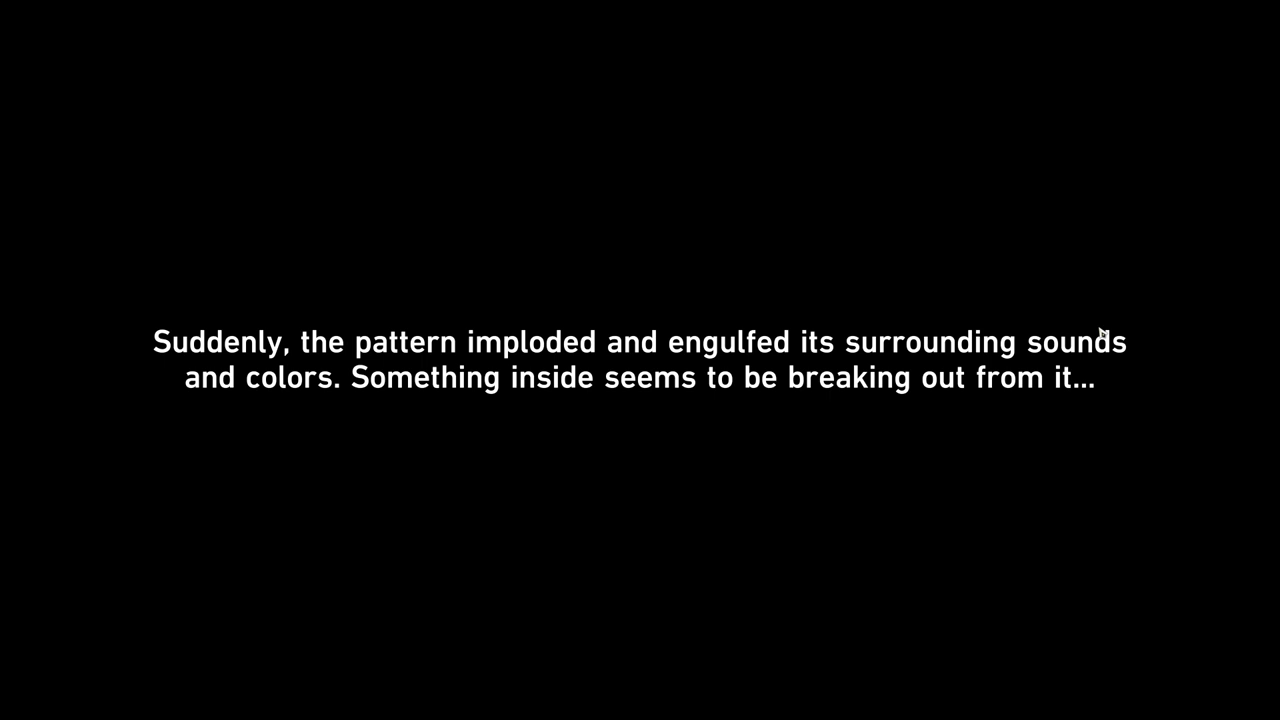 Suddenly, the pattern imploded and engulfed its surrounding sounds
and colors. Something inside seems to be breaking out from it...